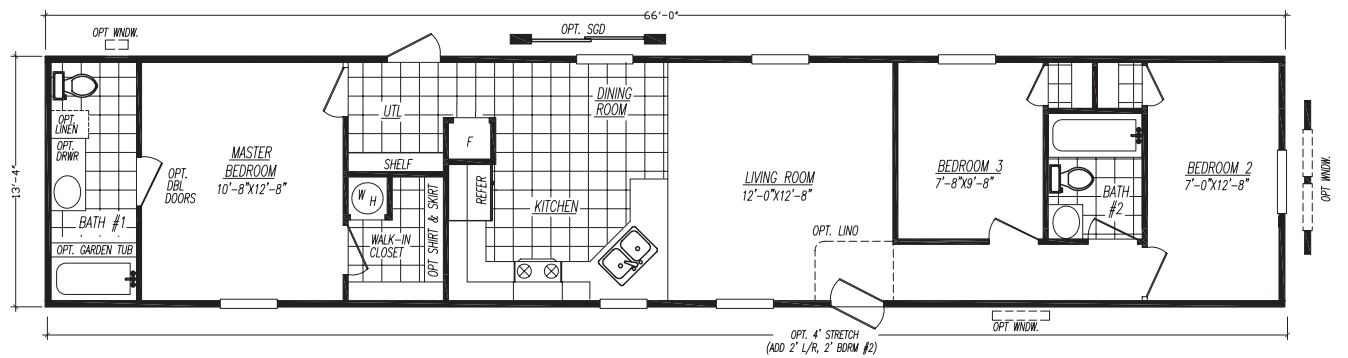 66'-0"
OPT WNDW.
OPT. SGD
13'-4"
OPT.
LINEN
OPT.
DRWR
BATH #1
OPT. GARDEN TUB
MASTER
BEDROOM
10'-8"X12'-8"
OPT.
DBL
DOORS
UTL
SHELF
W
H
WALK-IN
CLOSET
OPT SHIRT & SKIRT
F
REFER
KITCHEN
DINING
ROOM
LIVING ROOM
12'-0"X12'-8"
OPT. LINO
BEDROOM 3
7'-8"X9'-8"
BATH
#2
BEDROOM 2
7'-0"X12'-8"
OPT WNDW.
OPT WNDW.
OPT. 4' STRETCH
(ADD 2' L/R, 2' BDRM #2)